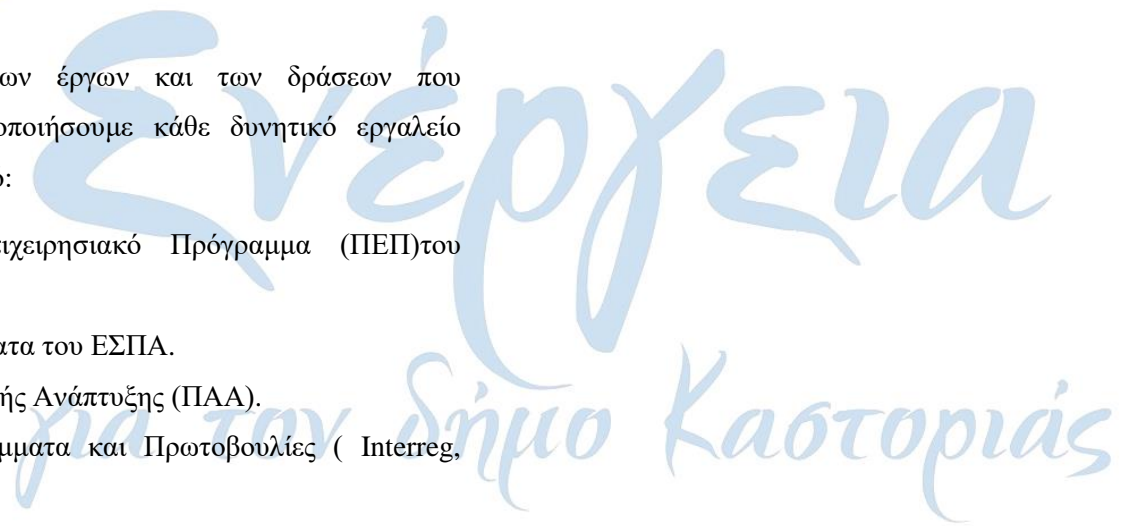 ων έργων και των δράσεων που
οποιήσουμε κάθε δυνητικό εργαλείο
ο:
ιχειρησιακό Πρόγραμμα (ΠΕΠ)του
ατα του ΕΣΠΑ.
ής Ανάπτυξης (ΠΑΑ).
μματα και Πρωτοβουλίες ( Interreg,
Ενέργεια
για τον δήμο Καστοριάς